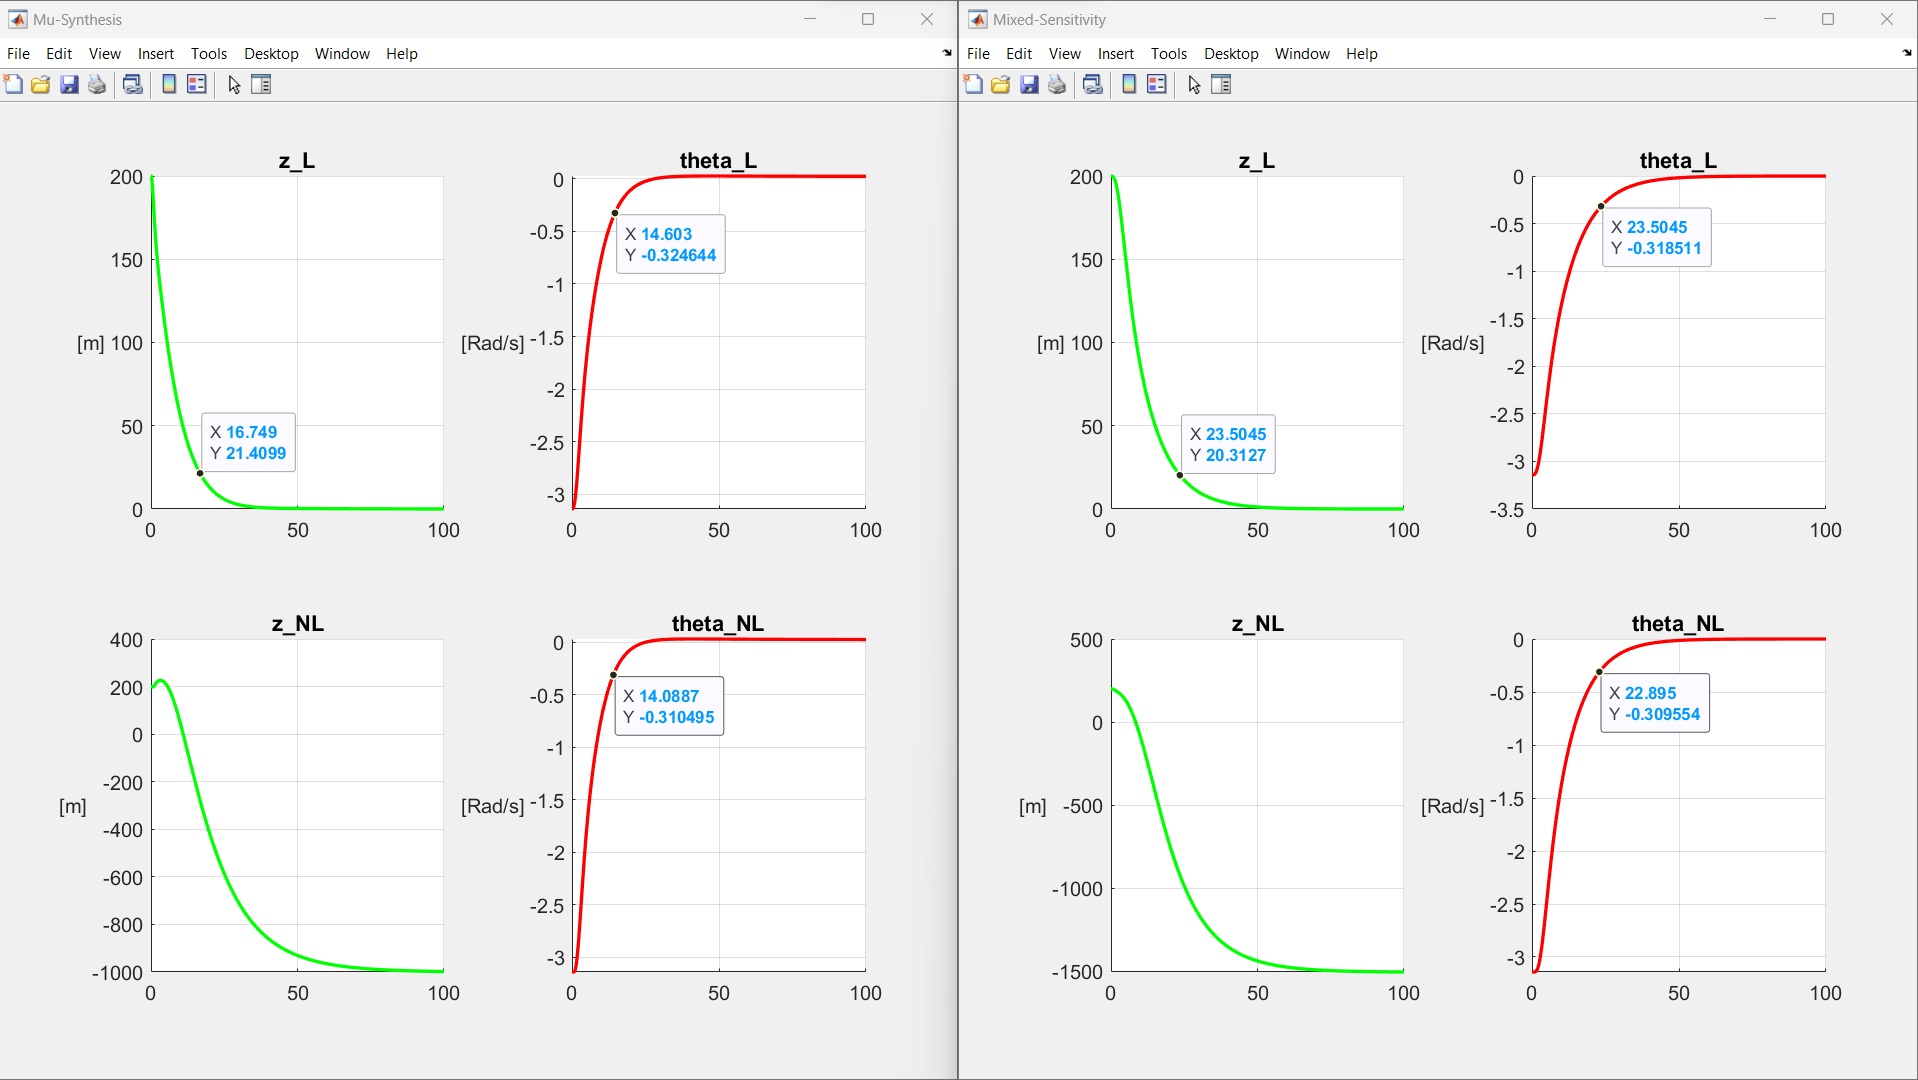 Mu-Synthesis
File Edit View Insert Tools Desktop Window Help
z_L
200
150
[m] 100
50
0
0 50 100
X 16.749
Y 21.4099
theta_L
0
-0.5
-1
[Rad/s] -1.5
-2
-2.5
-3
0 50 100
X 14.603
Y -0.324644
z_NL
400
200
0
-200
[m]
-400
-600
-800
-1000
0 50 100
theta_NL
0
-0.5
-1
[Rad/s] -1.5
-2
-2.5
-3
0 50 100
X 14.0887
Y -0.310495
Mixed-Sensitivity
File Edit View Insert Tools Desktop Window Help
z_L
200
150
[m] 100
50
0
0 50 100
X 23.5045
Y 20.3127
theta_L
0
-0.5
-1
-1.5
[Rad/s]
-2
-2.5
-3
-3.5
0 50 100
X 23.5045
Y -0.318511
z_NL
500
0
[m] -500
-1000
-1500
0 50 100
theta_NL
0
-0.5
-1
[Rad/s] -1.5
-2
-2.5
-3
0 50 100
X 22.895
Y -0.309554